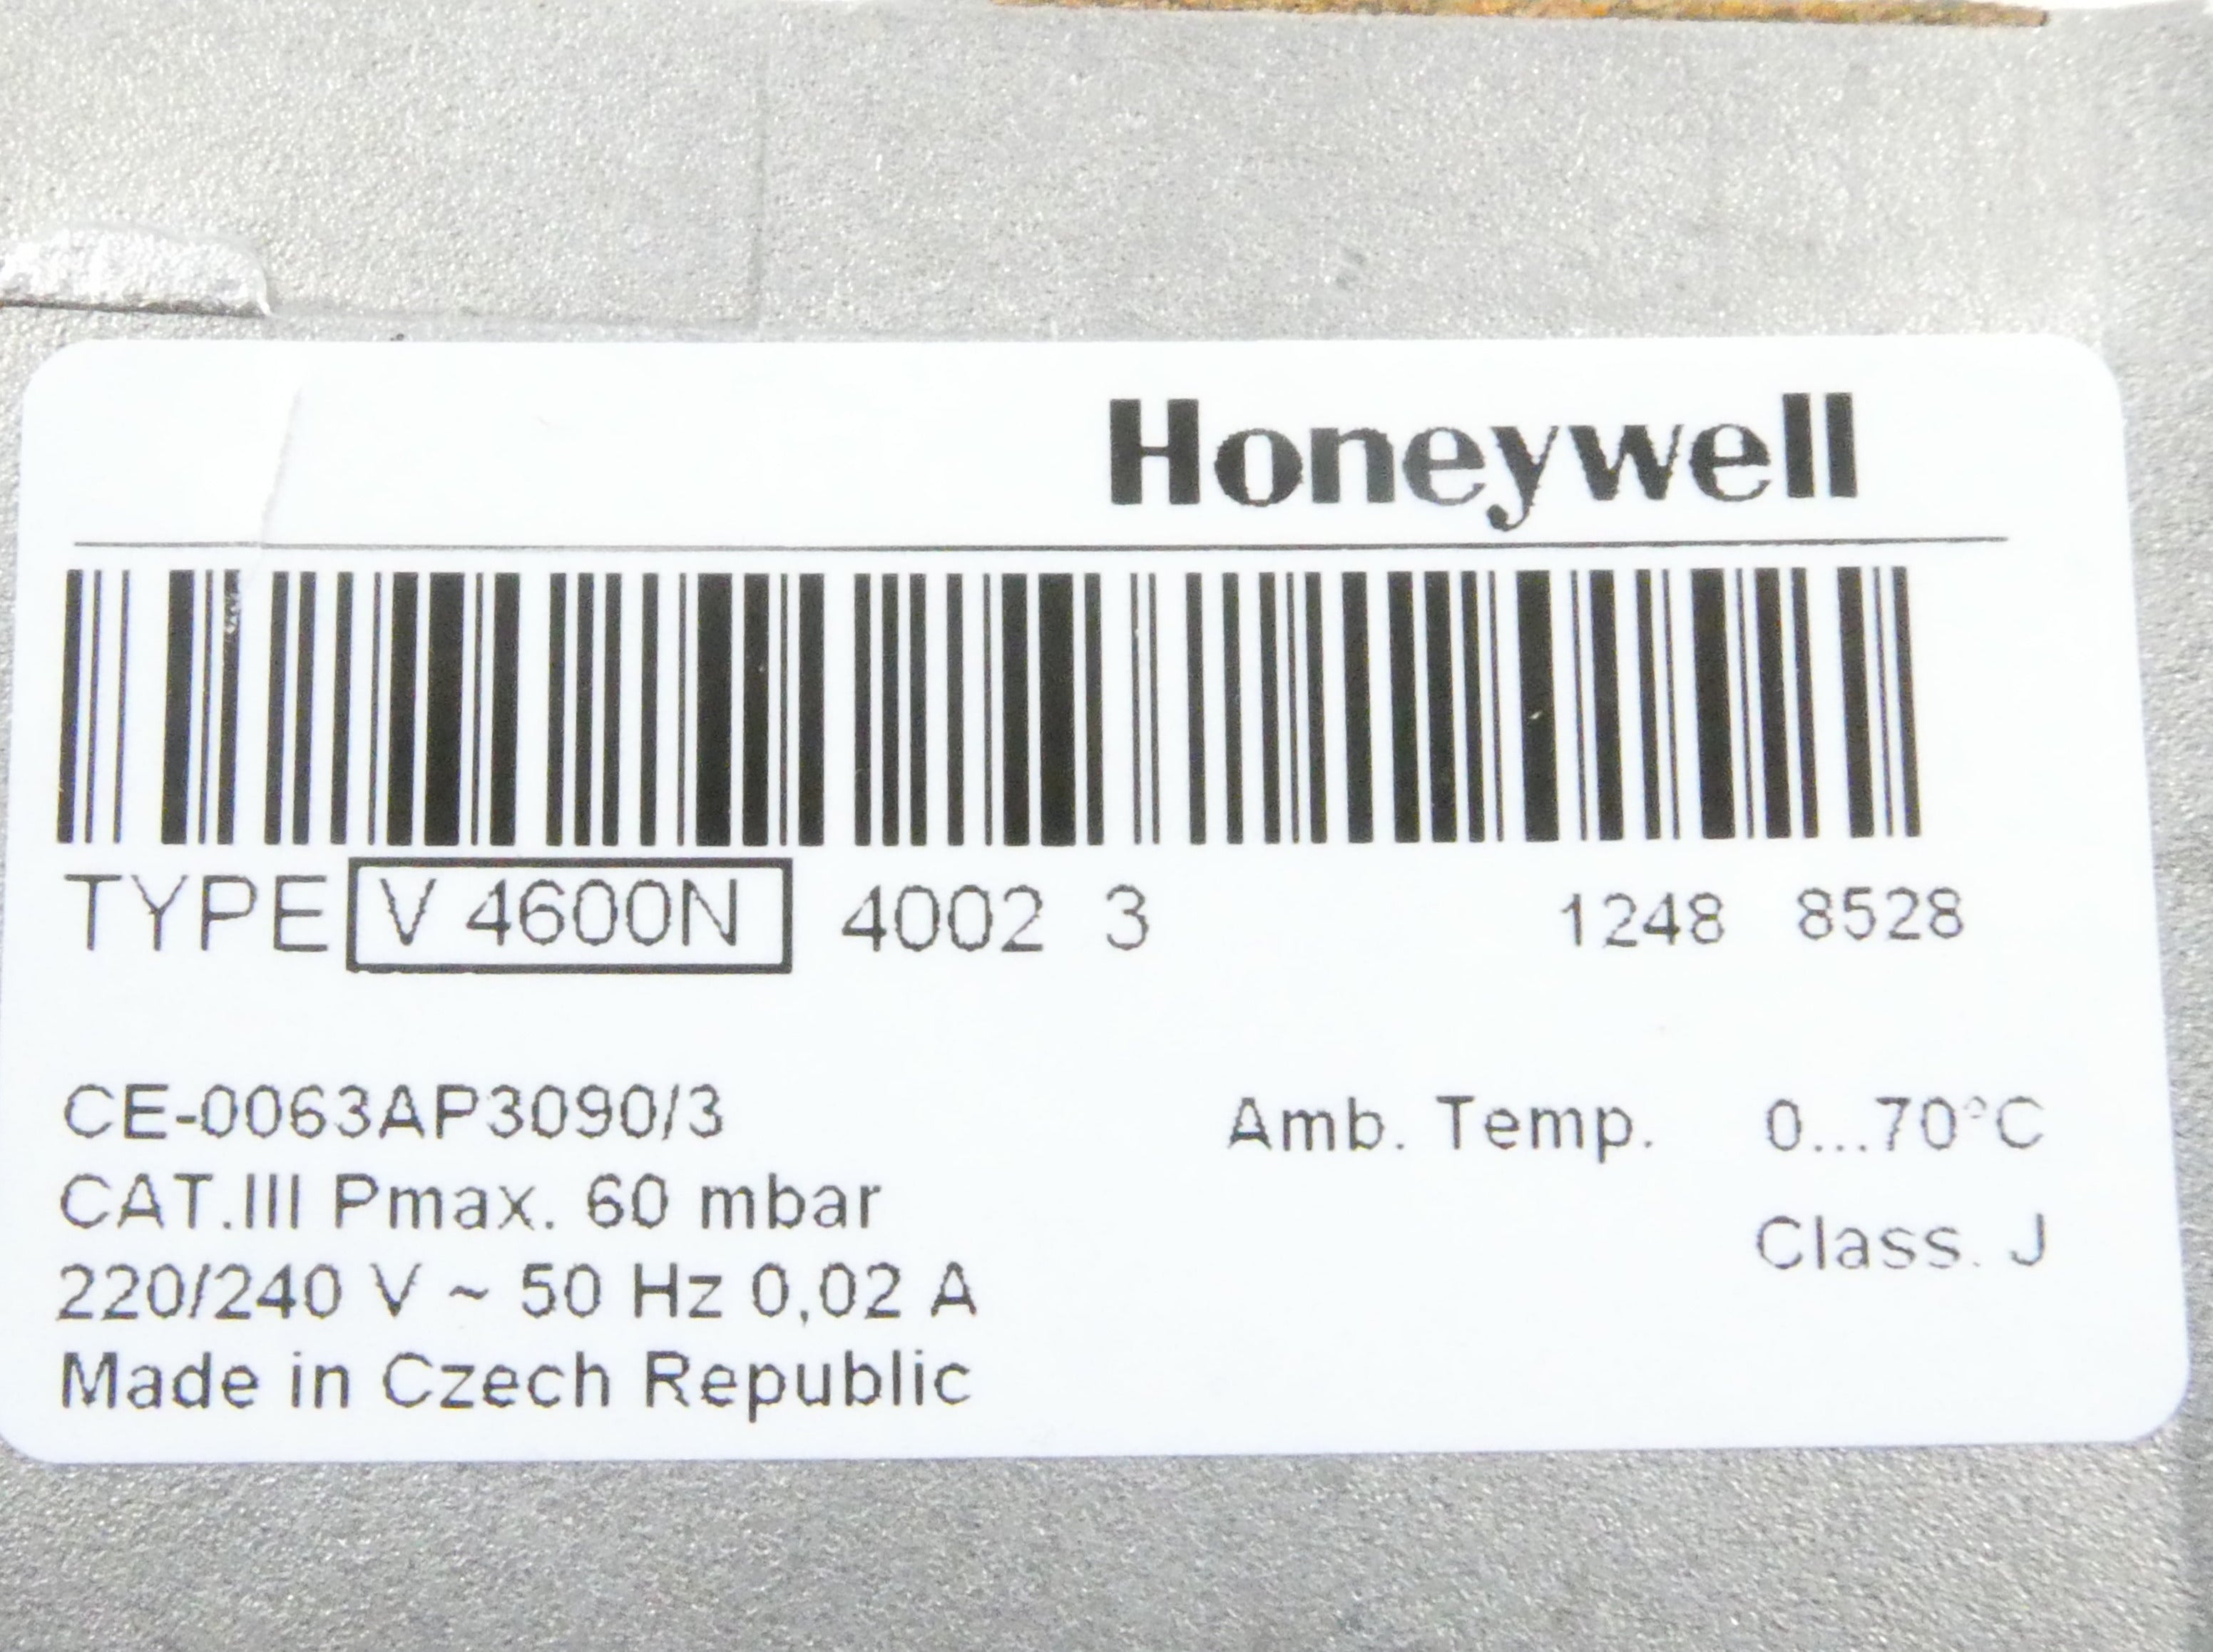 Honeywell
TYPE V 4600N 4002 3 1248 8528
CE-0063AP3090/3
Amb. Temp. 0...70°C
CAT.III Pmax. 60 mbar
Class. J
220/240 V ~ 50 Hz 0,02 A
Made in Czech Republic